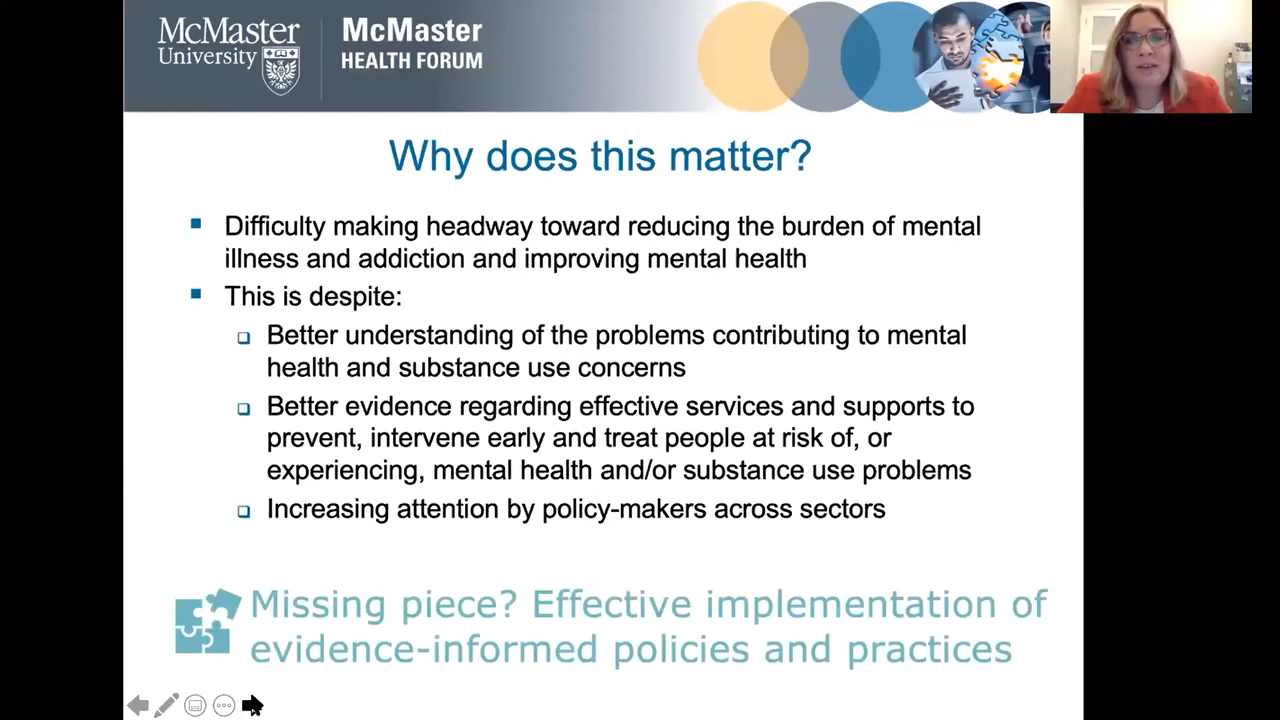 McMaster
University
McMaster
HEALTH FORUM
Why does this matter?
Difficulty making headway toward reducing the burden of mental
illness and addiction and improving mental health
This is despite:
Better understanding of the problems contributing to mental
health and substance use concerns
Better evidence regarding effective services and supports to
prevent, intervene early and treat people at risk of, or
experiencing, mental health and/or substance use problems
Increasing attention by policy-makers across sectors
Missing piece? Effective implementation of
evidence-informed policies and practices